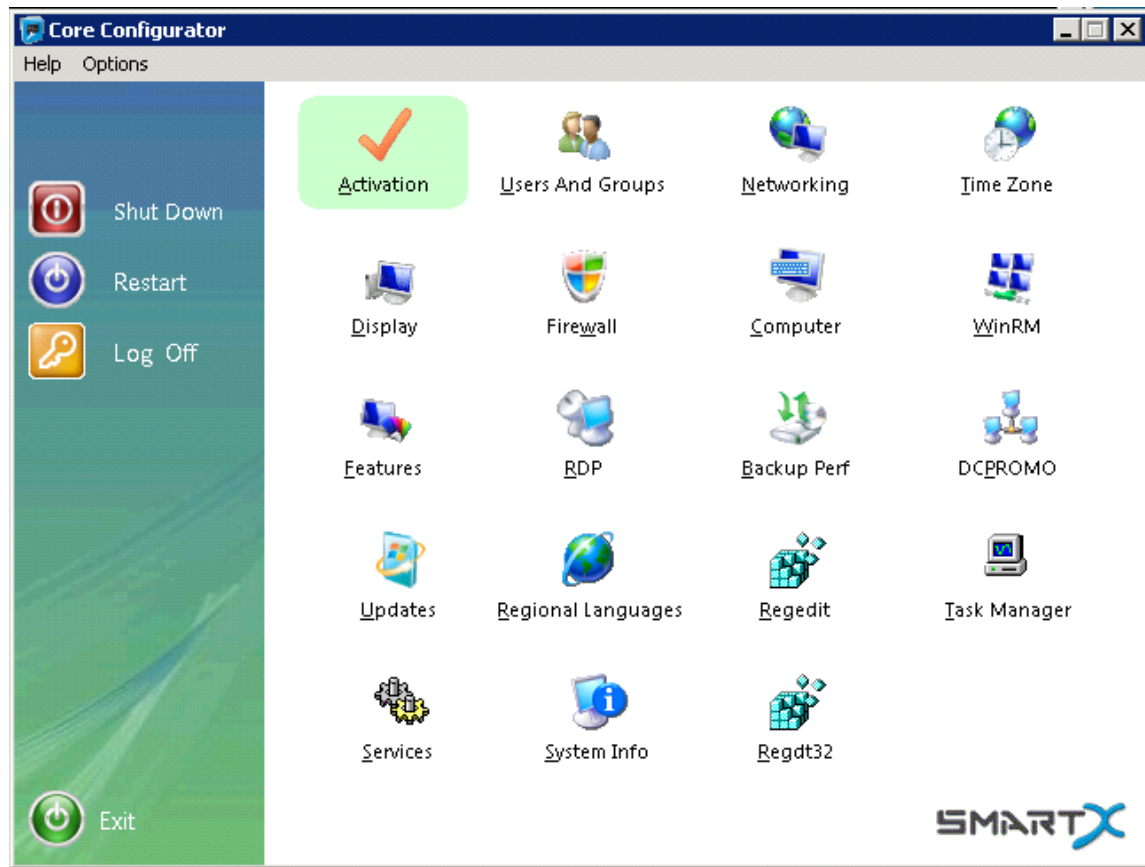 Core Configurator
Help Options
Shut Down
Restart
Log Off
Exit
Activation Users And Groups Networking Time Zone
Display Firewall Computer WinRM
Features RDP Backup Perf DCPROMO
Updates Regional Languages Regedit Task Manager
Services System Info Regdt32
SMARTX